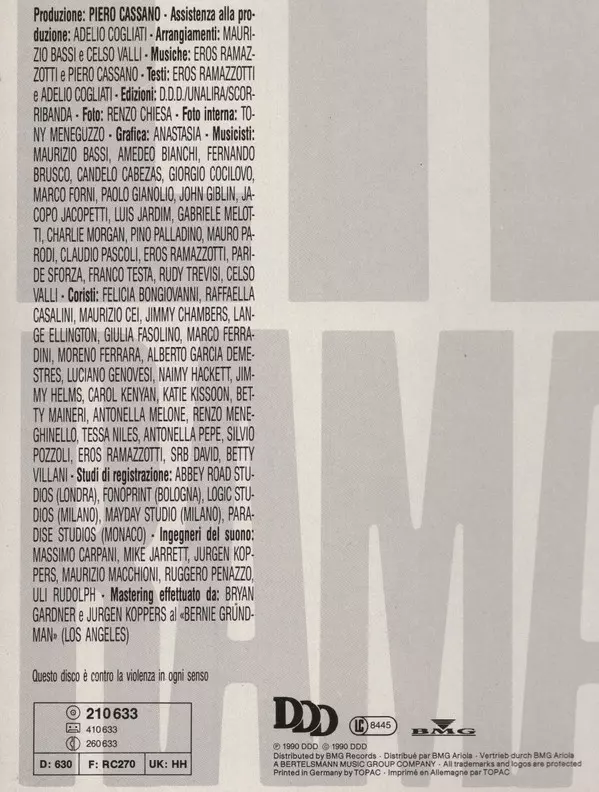 Produzione: PIERO CASSANO · Assistenza alla pro-
duzione: ADELIO COGLIATI · Arrangiamenti: MAURI-
ZIO BASSI e CELSO VALLI · Musiche: EROS RAMAZ-
ZOTTI e PIERO CASSANO · Testi: EROS RAMAZZOTTI
e ADELIO COGLIATI · Edizioni: D.D.D./UNALIRA/SCOR-
RIBANDA · Foto: RENZO CHIESA · Foto interna: TO-
NY MENEGUZZO · Grafica: ANASTASIA · Musicisti:
MAURIZIO BASSI, AMEDEO BIANCHI, FERNANDO
BRUSCO, CANDELO CABEZAS, GIORGIO COCILOVO,
MARCO FORNI, PAOLO GIANOLIO, JOHN GIBLIN, JA-
COPO JACOPETTI, LUIS JARDIM, GABRIELE MELOT-
TI, CHARLIE MORGAN, PINO PALLADINO, MAURO PA-
RODI, CLAUDIO PASCOLI, EROS RAMAZZOTTI, PARI-
DE SFORZA, FRANCO TESTA, RUDY TREVISI, CELSO
VALLI · Coristi: FELICIA BONGIOVANNI, RAFFAELLA
CASALINI, MAURIZIO CEI, JIMMY CHAMBERS, LAN-
GE ELLINGTON, GIULIA FASOLINO, MARCO FERRA-
DINI, MORENO FERRARA, ALBERTO GARCIA DEME-
STRES, LUCIANO GENOVESI, NAIMY HACKETT, JIM-
MY HELMS, CAROL KENYAN, KATIE KISSOON, BET-
TY MAINERI, ANTONELLA MELONE, RENZO MENE-
GHINELLO, TESSA NILES, ANTONELLA PEPE, SILVIO
POZZOLI, EROS RAMAZZOTTI, SRB DAVID, BETTY
VILLANI · Studi di registrazione: ABBEY ROAD STU-
DIOS (LONDRA), FONOPRINT (BOLOGNA), LOGIC STU-
DIOS (MILANO), MAYDAY STUDIO (MILANO), PARA-
DISE STUDIOS (MONACO) · Ingegneri del suono:
MASSIMO CARPANI, MIKE JARRETT, JURGEN KOP-
PERS, MAURIZIO MACCHIONI, RUGGERO PENAZZO,
ULI RUDOLPH · Mastering effettuato da: BRYAN
GARDNER e JURGEN KOPPERS al «BERNIE GRÜND-
MAN» (LOS ANGELES)
Questo disco è contro la violenza in ogni senso
210 633
410 633
260 633
D: 630 F: RC270 UK: HH
DDD LC 8445 BMG
℗ 1990 DDD © 1990 DDD
Distributed by BMG Records · Distribué par BMG Ariola · Vertrieb durch BMG Ariola
A BERTELSMANN MUSIC GROUP COMPANY · All trademarks and logos are protected
Printed in Germany by TOPAC · Imprimé en Allemagne par TOPAC